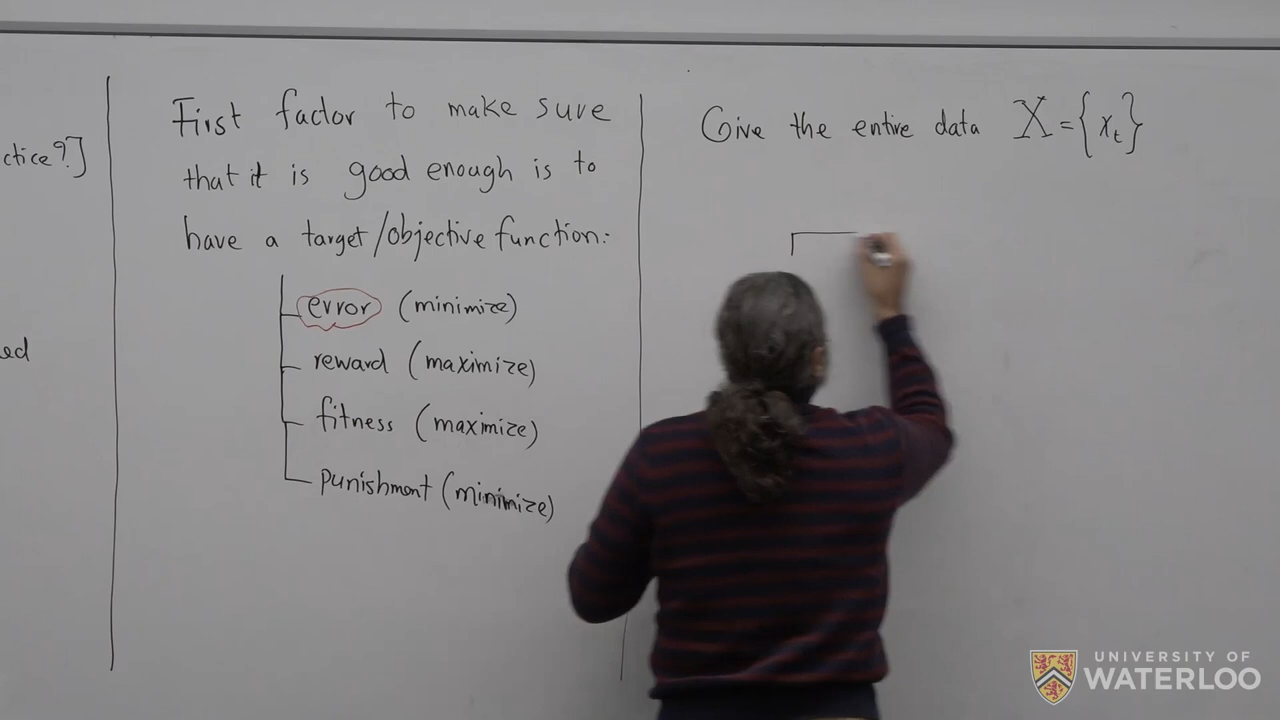 ctice?]
ed
First factor to make sure
that it is good enough is to
have a target/objective function:
error (minimize)
reward (maximize)
fitness (maximize)
punishment (minimize)
Give the entire data X = {x_t}
UNIVERSITY OF
WATERLOO